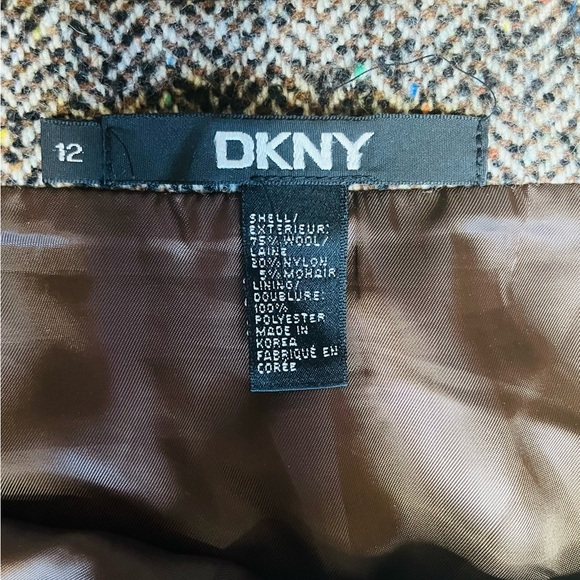 12
DKNY
SHELL/
EXTERIEUR:
75% WOOL/
LAINE
20% NYLON
5% MOHAIR
LINING/
DOUBLURE:
100%
POLYESTER
MADE IN
KOREA
FABRIQUÉ EN
CORÉE